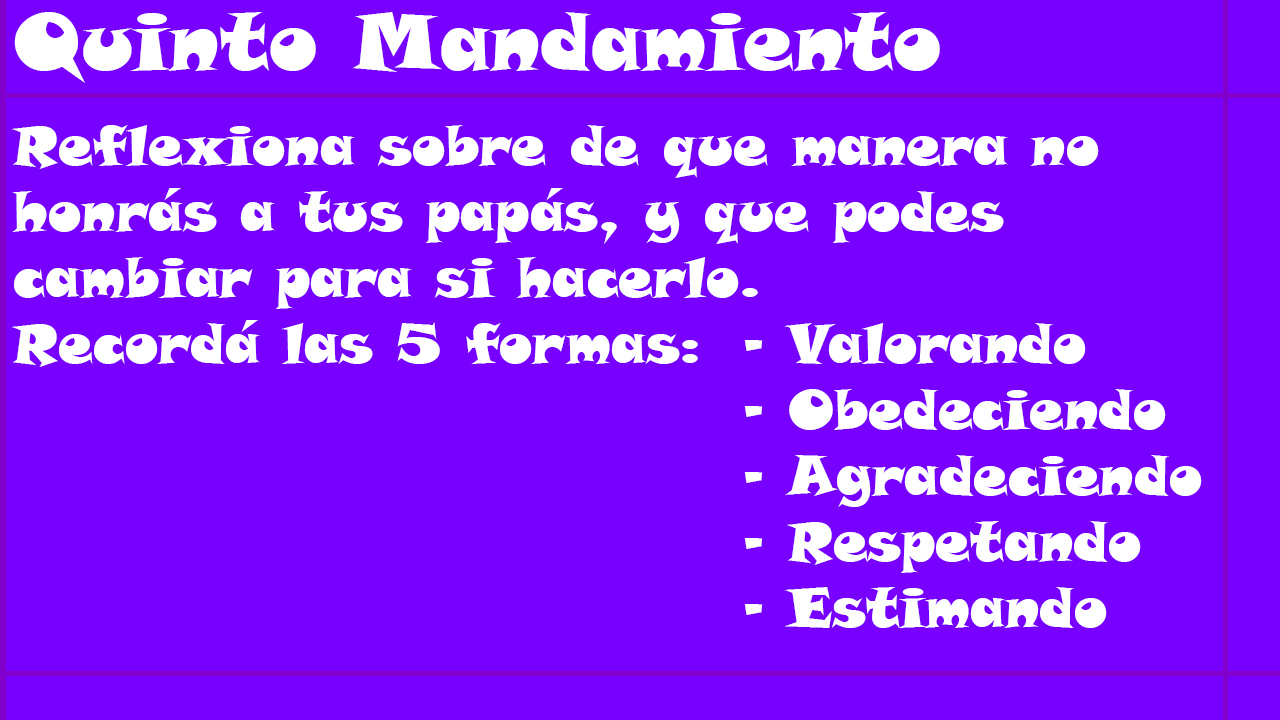 Quinto Mandamiento
Reflexiona sobre de que manera no
honrás a tus papás, y que podes
cambiar para si hacerlo.
Recordá las 5 formas: - Valorando
- Obedeciendo
- Agradeciendo
- Respetando
- Estimando